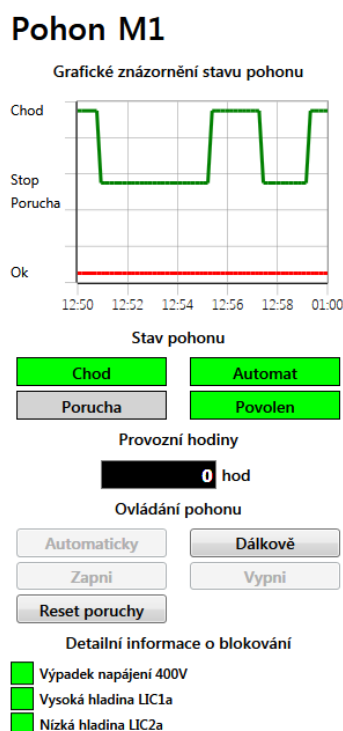 Pohon M1
Grafické znázornění stavu pohonu
Chod
Stop
Porucha
Ok
12:50 12:52 12:54 12:56 12:58 01:00
Stav pohonu
Chod Automat
Porucha Povolen
Provozní hodiny
0 hod
Ovládání pohonu
Automaticky Dálkově
Zapni Vypni
Reset poruchy
Detailní informace o blokování
Výpadek napájení 400V
Vysoká hladina LIC1a
Nízká hladina LIC2a